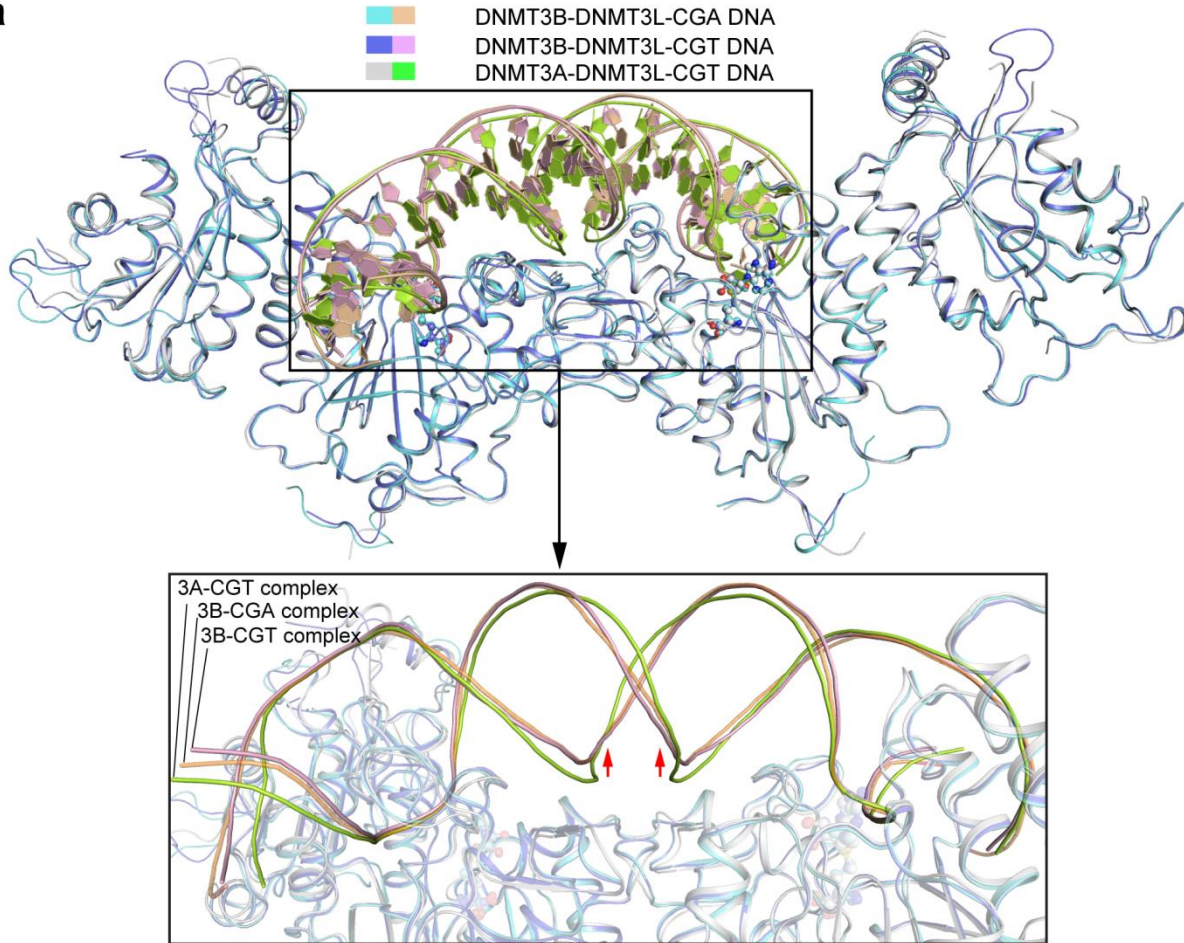 a
DNMT3B-DNMT3L-CGA DNA
DNMT3B-DNMT3L-CGT DNA
DNMT3A-DNMT3L-CGT DNA
3A-CGT complex
3B-CGA complex
3B-CGT complex